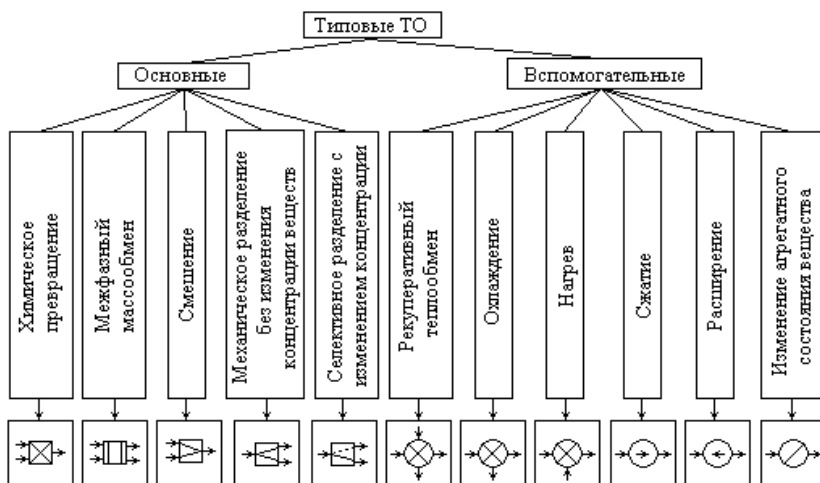 Типовые ТО
Основные
Вспомогательные
Химическое
превращение
Межфазный
массообмен
Смешение
Механическое разделение
без изменения
концентрации веществ
Селективное разделение с
изменением концентрации
Рекуперативный
теплообмен
Охлаждение
Нагрев
Сжатие
Расширение
Изменение агрегатного
состояния вещества